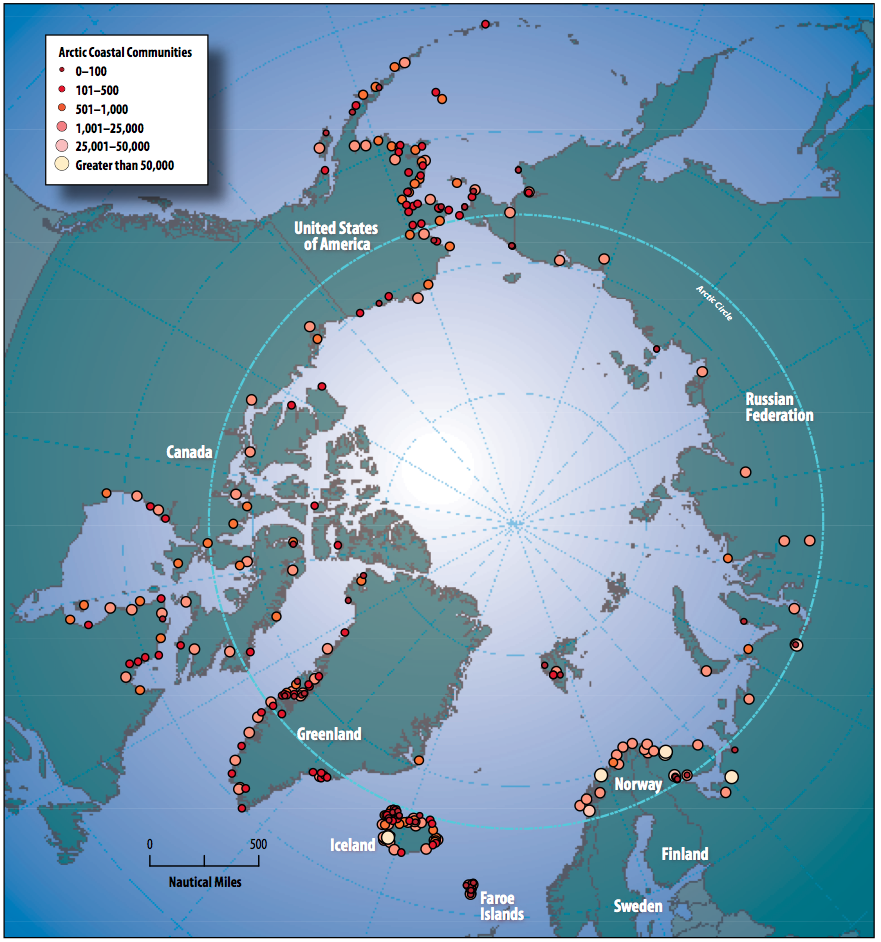 Arctic Coastal Communities
0–100
101–500
501–1,000
1,001–25,000
25,001–50,000
Greater than 50,000
United States
of America
Arctic Circle
Russian
Federation
Canada
Greenland
Norway
Iceland
Finland
0 500
Nautical Miles
Faroe
Islands
Sweden